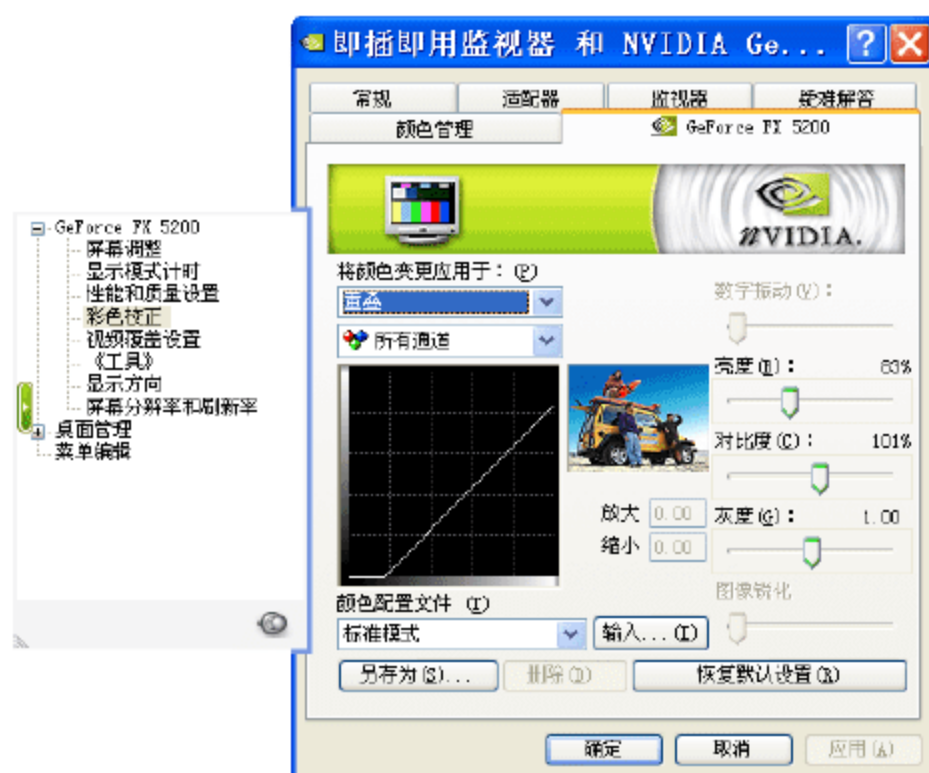 即插即用监视器 和 NVIDIA Ge...
常规 适配器 监视器 疑难解答
颜色管理 GeForce FX 5200
nVIDIA.
GeForce FX 5200
屏幕调整
显示模式计时
性能和质量设置
彩色校正
视频覆盖设置
《工具》
显示方向
屏幕分辨率和刷新率
桌面管理
菜单编辑
将颜色变更应用于：(P)
重叠
所有通道
数字振动(V)：
亮度(B)： 83%
对比度(C)： 101%
放大 0.00
缩小 0.00
灰度(G)： 1.00
图像锐化
颜色配置文件 (T)
标准模式
输入...(I)
另存为(S)... 删除(D) 恢复默认设置(R)
确定 取消 应用(A)